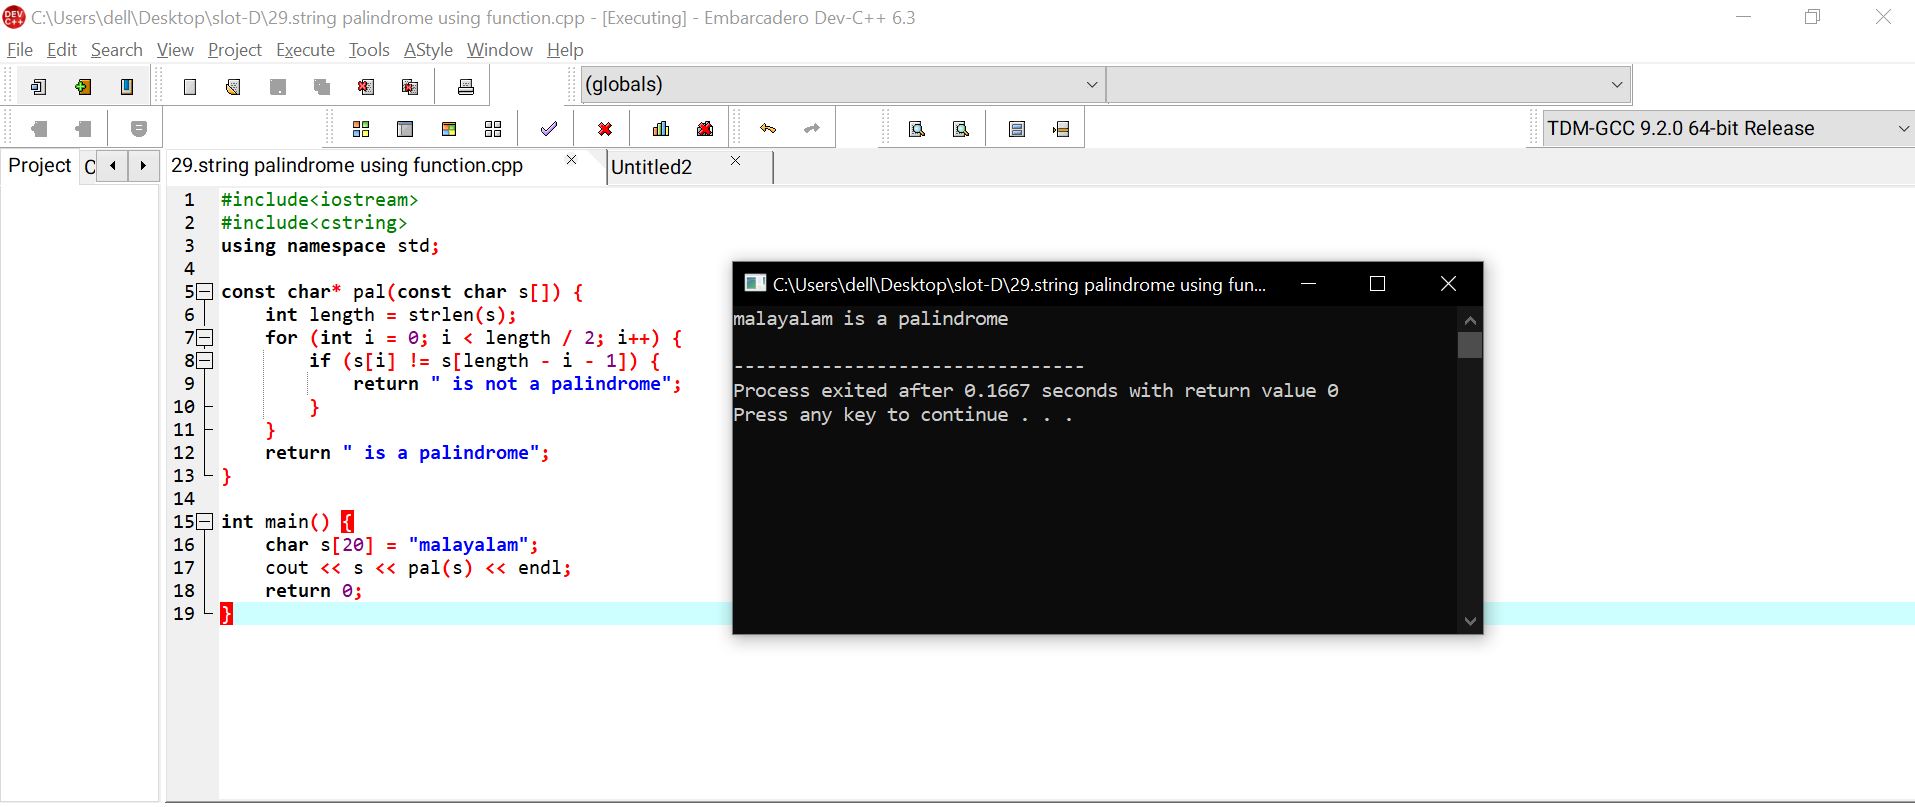 DEV C++ C:\Users\dell\Desktop\slot-D\29.string palindrome using function.cpp - [Executing] - Embarcadero Dev-C++ 6.3
File Edit Search View Project Execute Tools AStyle Window Help
(globals)
TDM-GCC 9.2.0 64-bit Release
Project C
29.string palindrome using function.cpp Untitled2
1 #include<iostream>
2 #include<cstring>
3 using namespace std;
4
5 const char* pal(const char s[]) {
6     int length = strlen(s);
7     for (int i = 0; i < length / 2; i++) {
8         if (s[i] != s[length - i - 1]) {
9             return " is not a palindrome";
10         }
11     }
12     return " is a palindrome";
13 }
14
15 int main() {
16     char s[20] = "malayalam";
17     cout << s << pal(s) << endl;
18     return 0;
19 }
C:\Users\dell\Desktop\slot-D\29.string palindrome using fun...
malayalam is a palindrome
--------------------------------
Process exited after 0.1667 seconds with return value 0
Press any key to continue . . .